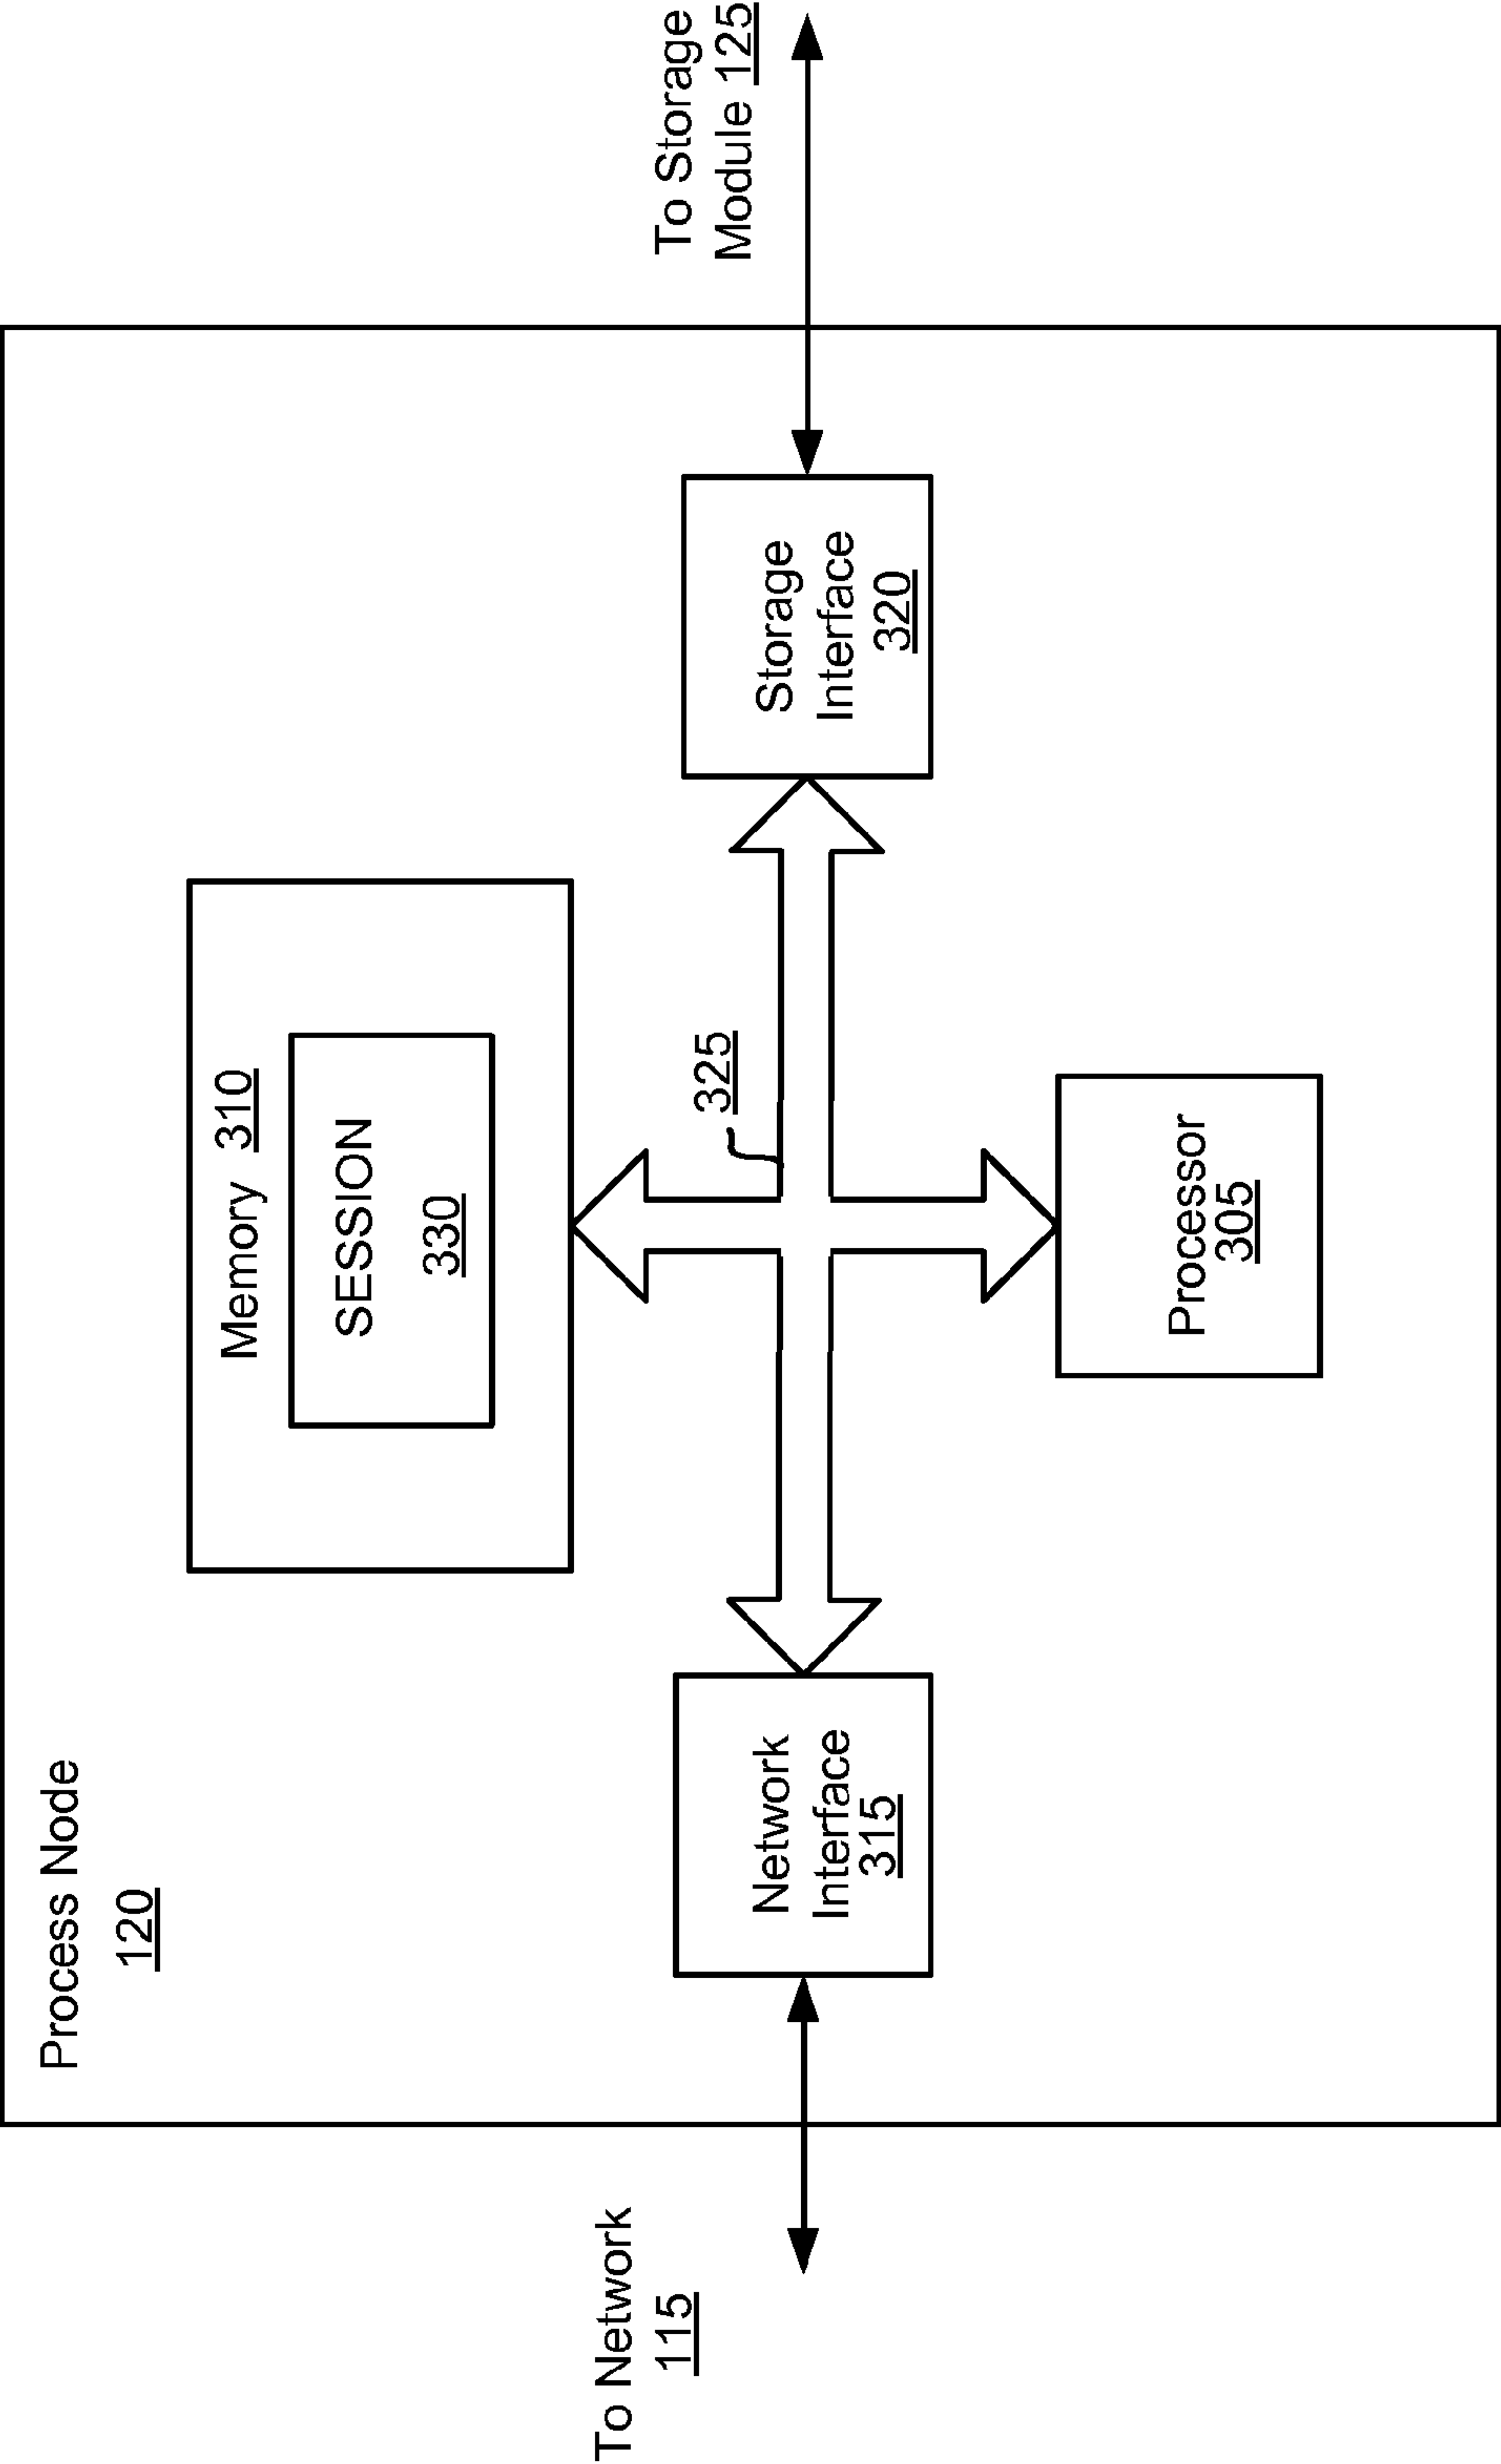 Process Node
120
Memory 310
SESSION
330
325
To Network
115
Network
Interface
315
Storage
Interface
320
To Storage
Module 125
Processor
305